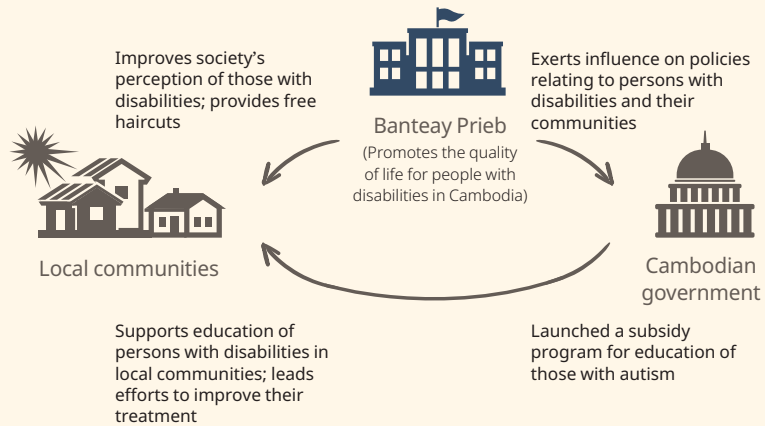 Improves society’s
perception of those with
disabilities; provides free
haircuts
Banteay Prieb
(Promotes the quality
of life for people with
disabilities in Cambodia)
Exerts influence on policies
relating to persons with
disabilities and their
communities
Local communities
Cambodian
government
Supports education of
persons with disabilities in
local communities; leads
efforts to improve their
treatment
Launched a subsidy
program for education of
those with autism